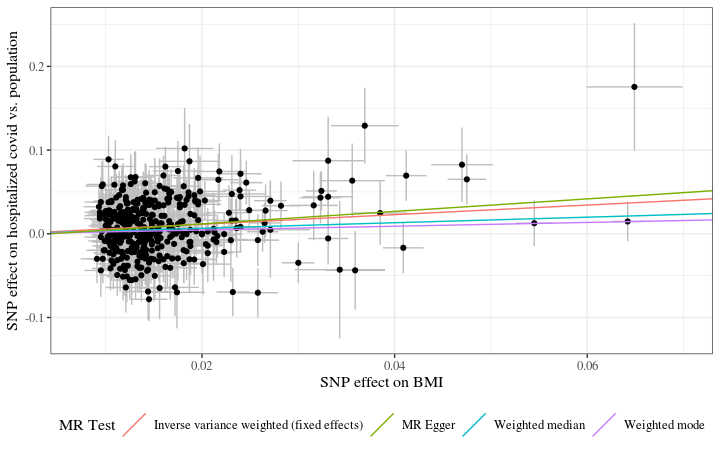 SNP effect on hospitalized covid vs. population
0.2
0.1
0.0
-0.1
0.02
0.04
0.06
SNP effect on BMI
MR Test
Inverse variance weighted (fixed effects)
MR Egger
Weighted median
Weighted mode